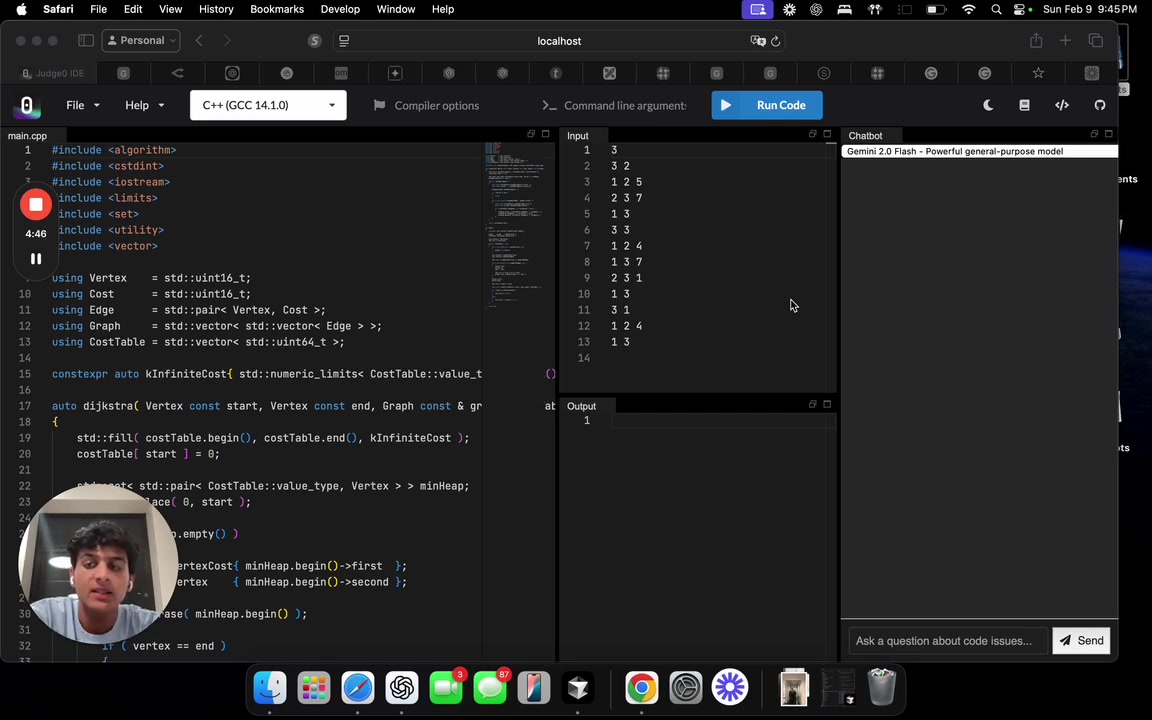 Safari File Edit View History Bookmarks Develop Window Help Sun Feb 9 9:45 PM
Personal localhost
Judge0 IDE
File Help C++ (GCC 14.1.0) Compiler options Command line arguments Run Code
main.cpp
1 #include <algorithm>
2 #include <cstdint>
3 #include <iostream>
4 #include <limits>
include <set>
include <utility>
include <vector>
using Vertex = std::uint16_t;
10 using Cost = std::uint16_t;
11 using Edge = std::pair< Vertex, Cost >;
12 using Graph = std::vector< std::vector< Edge > >;
13 using CostTable = std::vector< std::uint64_t >;
14
15 constexpr auto kInfiniteCost{ std::numeric_limits< CostTable::value_t ()
16
17 auto dijkstra( Vertex const start, Vertex const end, Graph const & gr
18 {
19 std::fill( costTable.begin(), costTable.end(), kInfiniteCost );
20 costTable[ start ] = 0;
21
22 < std::pair< CostTable::value_type, Vertex > > minHeap;
23 lace( 0, start );
24
.empty() )
ertexCost{ minHeap.begin()->first };
ertex { minHeap.begin()->second };
30 rase( minHeap.begin() );
31
32 if ( vertex == end )
33 {
4:46
Input
1 3
2 3 2
3 1 2 5
4 2 3 7
5 1 3
6 3 3
7 1 2 4
8 1 3 7
9 2 3 1
10 1 3
11 3 1
12 1 2 4
13 1 3
14
Output
1
Chatbot
Gemini 2.0 Flash - Powerful general-purpose model
Ask a question about code issues... Send
ents
ts
3 87